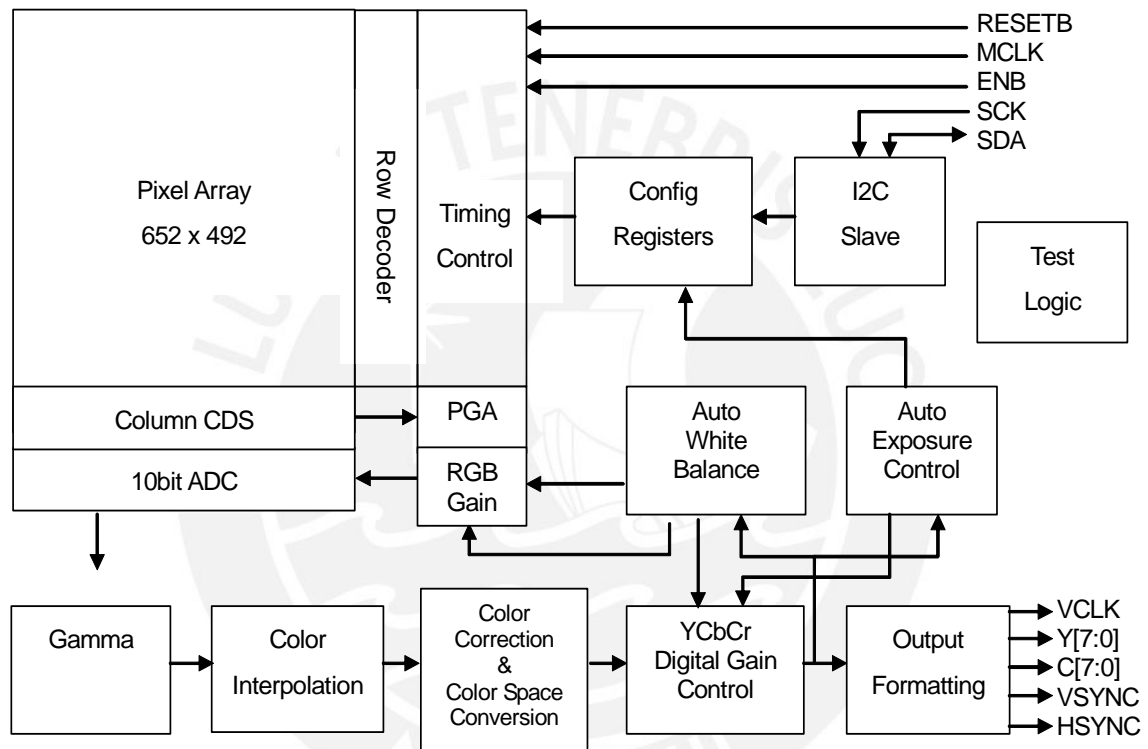 RESETB
MCLK
ENB
SCK
SDA
Pixel Array
652 x 492
Row Decoder
Timing
Control
Config
Registers
I2C
Slave
Test
Logic
Column CDS
PGA
10bit ADC
RGB
Gain
Auto
White
Balance
Auto
Exposure
Control
Gamma
Color
Interpolation
Color
Correction
&
Color Space
Conversion
YCbCr
Digital Gain
Control
Output
Formatting
VCLK
Y[7:0]
C[7:0]
VSYNC
HSYNC
TENEBRIS